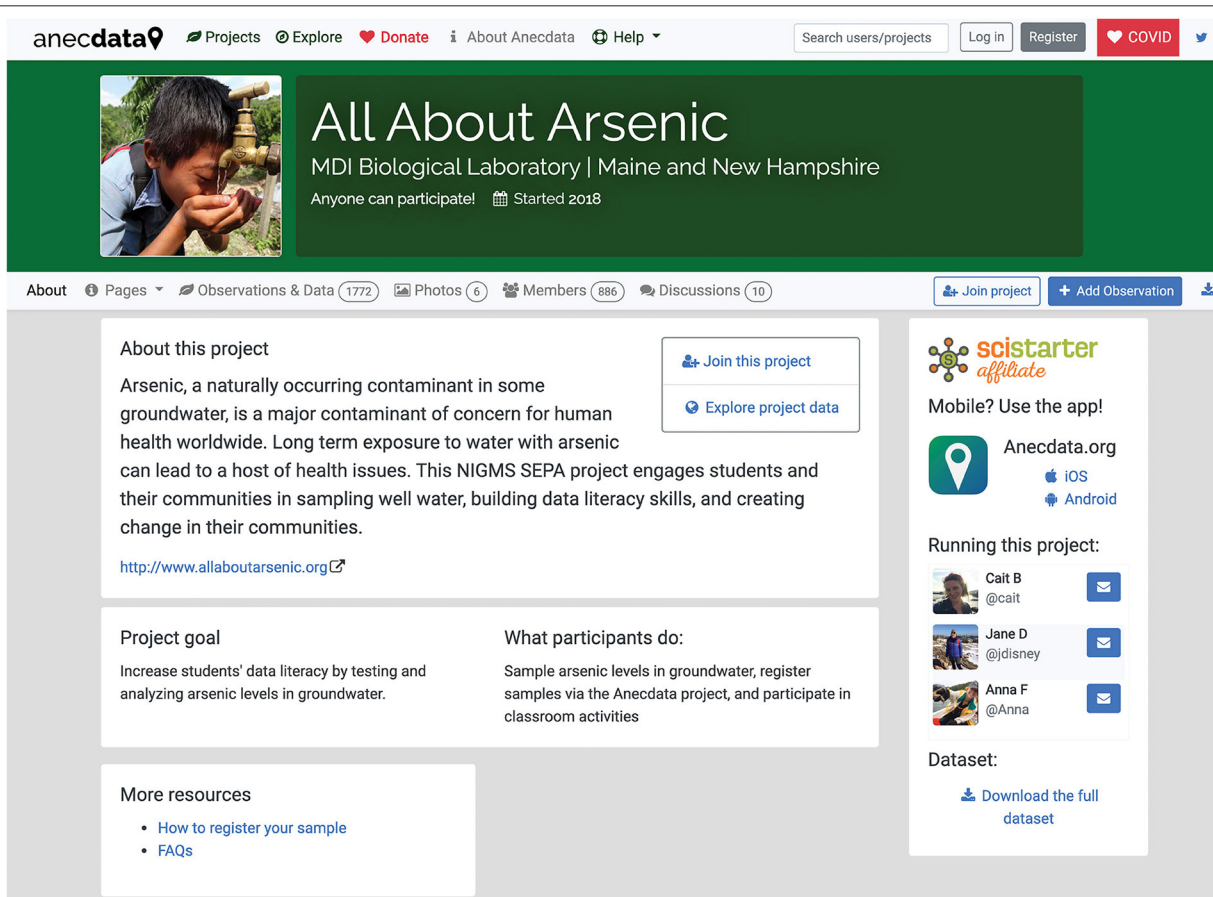 anecdata Projects Explore Donate About Anecdata Help Search users/projects Log in Register COVID
All About Arsenic
MDI Biological Laboratory | Maine and New Hampshire
Anyone can participate! Started 2018
About Pages Observations & Data 1772 Photos 6 Members 886 Discussions 10 Join project + Add Observation
About this project
Arsenic, a naturally occurring contaminant in some
groundwater, is a major contaminant of concern for human
health worldwide. Long term exposure to water with arsenic
can lead to a host of health issues. This NIGMS SEPA project engages students and
their communities in sampling well water, building data literacy skills, and creating
change in their communities.
http://www.allaboutarsenic.org
Join this project
Explore project data
Project goal
Increase students' data literacy by testing and
analyzing arsenic levels in groundwater.
What participants do:
Sample arsenic levels in groundwater, register
samples via the Anecdata project, and participate in
classroom activities
More resources
• How to register your sample
• FAQs
S scistarter
affiliate
Mobile? Use the app!
Anecdata.org
iOS
Android
Running this project:
Cait B
@cait
Jane D
@jdisney
Anna F
@Anna
Dataset:
Download the full
dataset